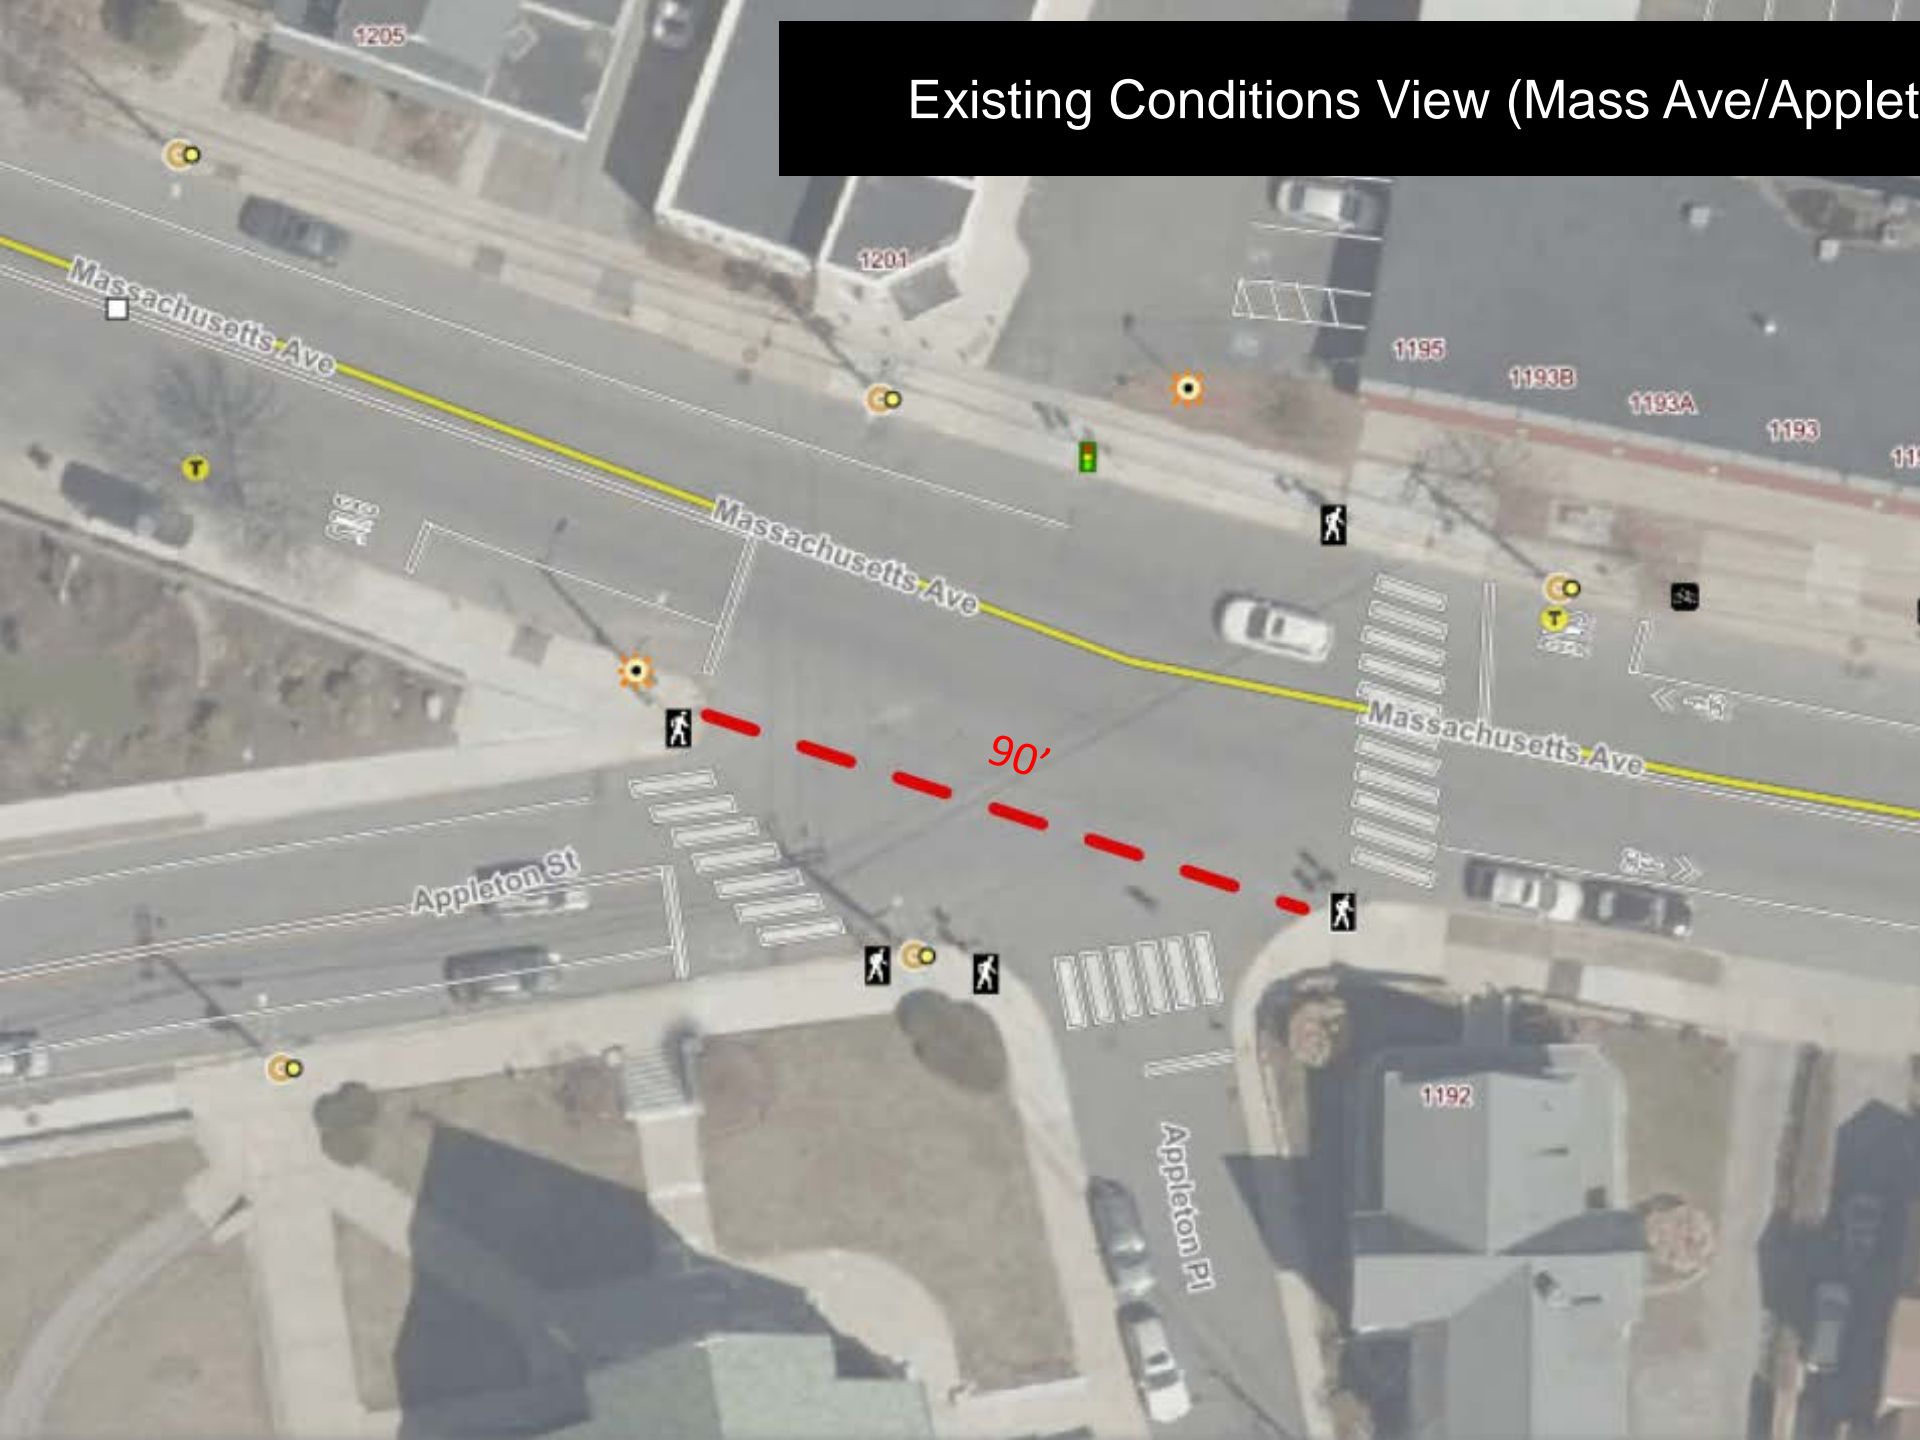 1205
Existing Conditions View (Mass Ave/Applet
1201
Massachusetts Ave
1195
1193B
1193A
1193
T
Massachusetts Ave
T
Massachusetts Ave
90’
Appleton St
1192
Appleton Pl